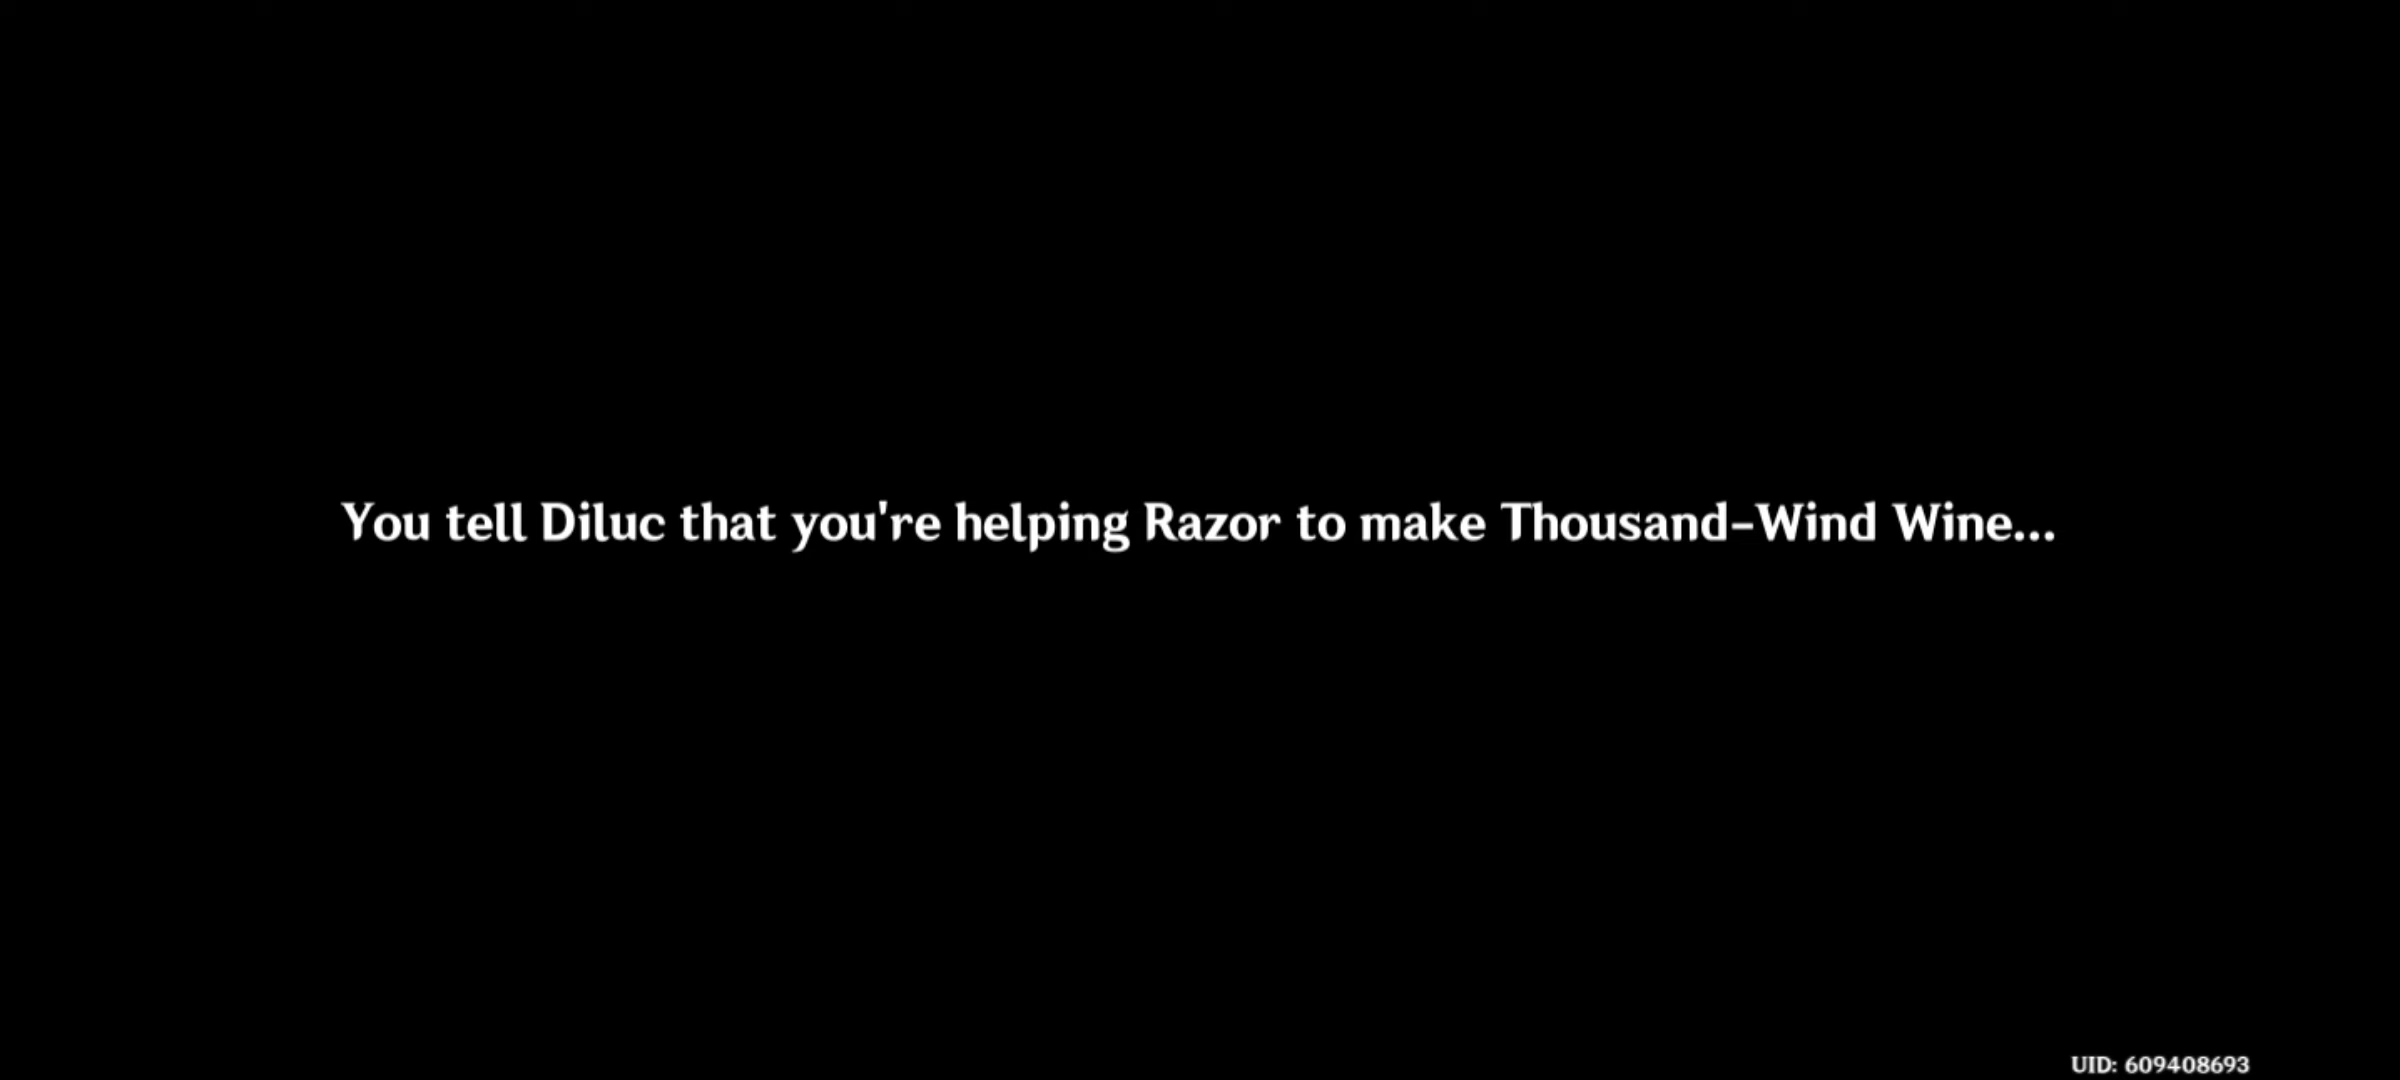 You tell Diluc that you're helping Razor to make Thousand-Wind Wine...
UID: 609408693